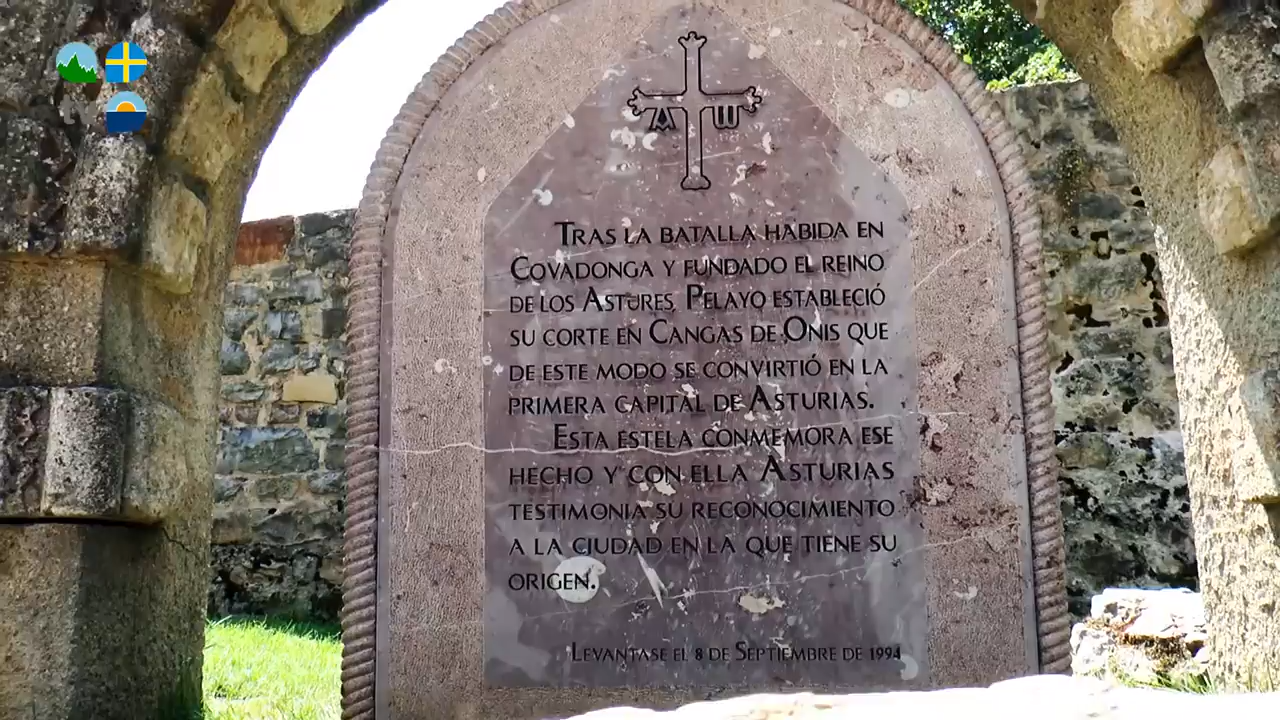 Α ω
Tras la batalla habida en
Covadonga y fundado el reino
de los Astures, Pelayo estableció
su corte en Cangas de Onis que
de este modo se convirtió en la
primera capital de Asturias.
Esta estela conmemora ese
hecho y con ella Asturias
testimonia su reconocimiento
a la ciudad en la que tiene su
origen.
Levantase el 8 de Septiembre de 1994